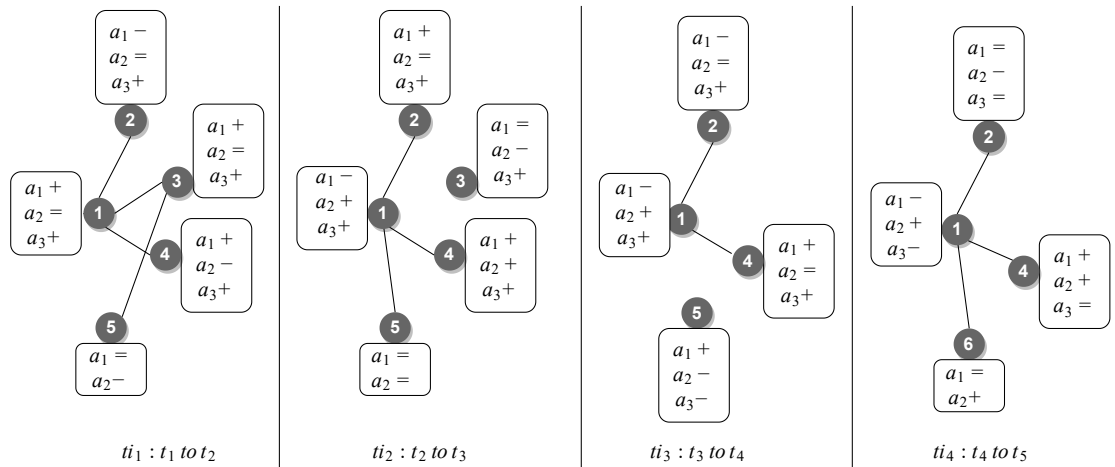 a₁ −
a₂ =
a₃+
2
a₁ +
a₂ =
a₃+
3
a₁ +
a₂ =
a₃+
1
a₁ +
a₂−
a₃+
4
5
a₁ =
a₂−
ti₁ : t₁ to t₂
a₁ +
a₂ =
a₃+
2
a₁ =
a₂ −
a₃+
3
a₁ −
a₂ +
a₃+
1
a₁ +
a₂ +
a₃+
4
5
a₁ =
a₂ =
ti₂ : t₂ to t₃
a₁ −
a₂ =
a₃+
2
a₁ −
a₂+
a₃+
1
a₁ +
a₂ =
a₃+
4
5
a₁ +
a₂ −
a₃−
ti₃ : t₃ to t₄
a₁ =
a₂ −
a₃ =
2
a₁ −
a₂+
a₃−
1
a₁ +
a₂ +
a₃ =
4
6
a₁ =
a₂+
ti₄ : t₄ to t₅